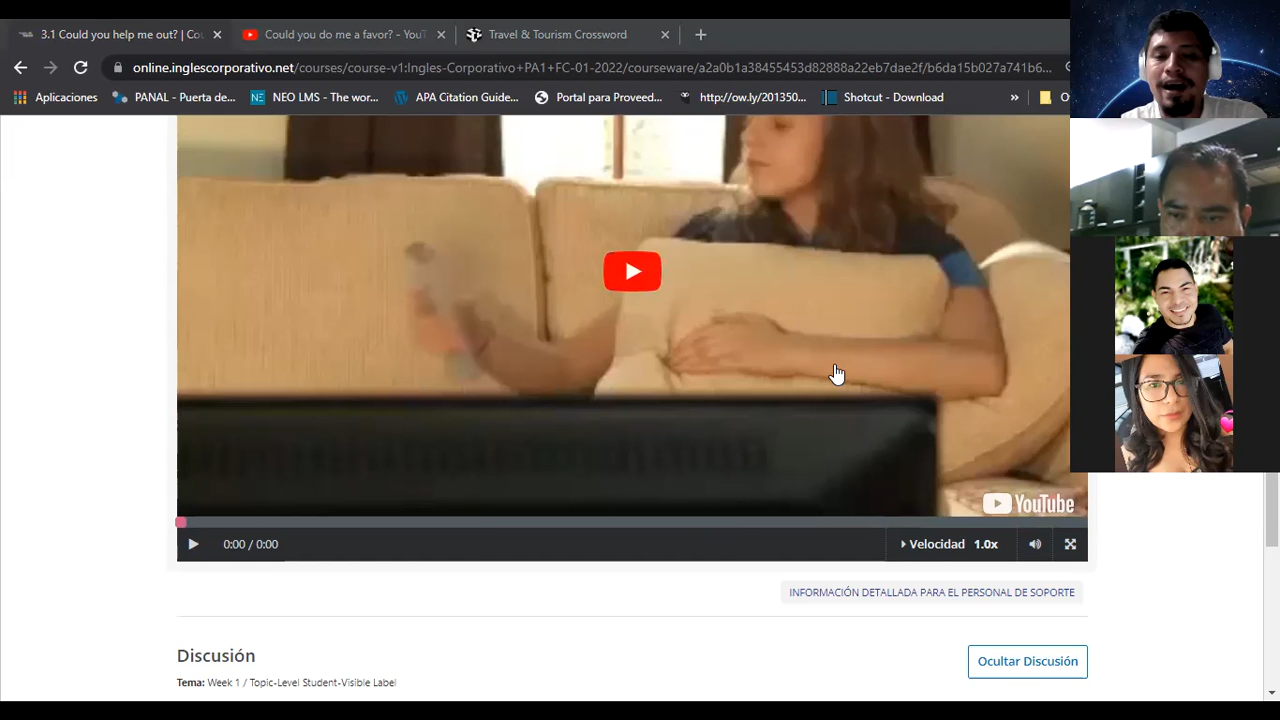 3.1 Could you help me out? | Cou
Could you do me a favor? - YouT
Travel & Tourism Crossword
online.inglescorporativo.net/courses/course-v1:Ingles-Corporativo+PA1+FC-01-2022/courseware/a2a0b1a38455453d82888a22eb7dae2f/b6da15b027a741b6...
Aplicaciones
PANAL - Puerta de...
NEO LMS - The wor...
APA Citation Guide...
Portal para Proveed...
http://ow.ly/201350...
Shotcut - Download
»
YouTube
0:00 / 0:00
Velocidad 1.0x
INFORMACIÓN DETALLADA PARA EL PERSONAL DE SOPORTE
Discusión
Ocultar Discusión
Tema: Week 1 / Topic-Level Student-Visible Label